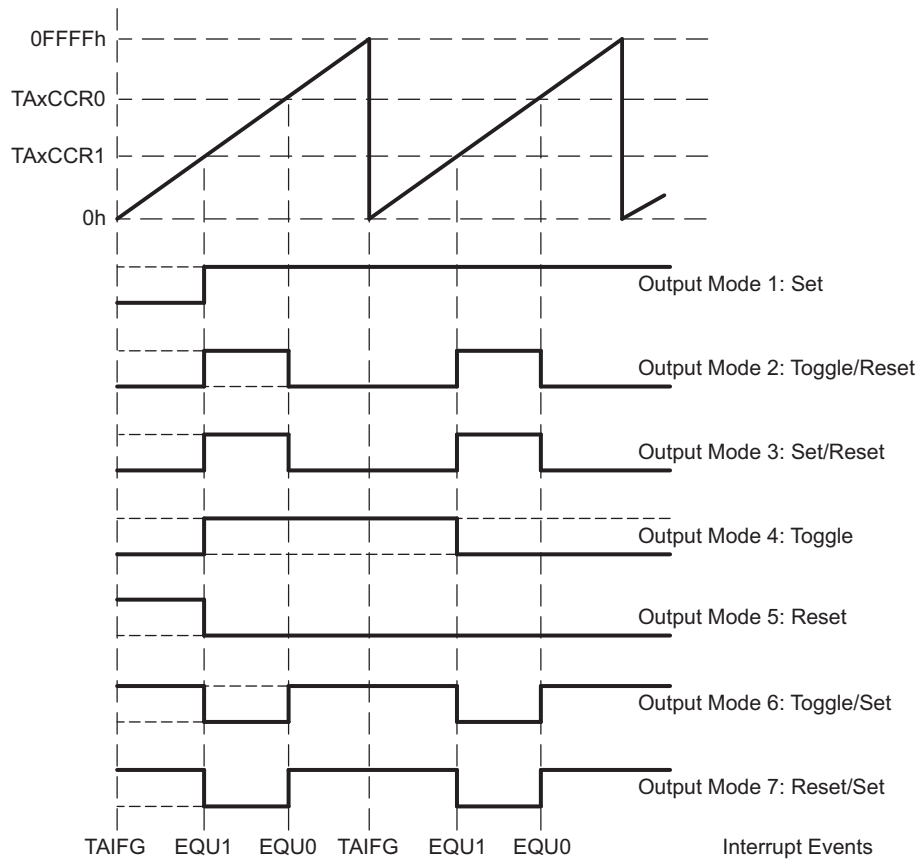 0FFFFh
TAxCCR0
TAxCCR1
0h
Output Mode 1: Set
Output Mode 2: Toggle/Reset
Output Mode 3: Set/Reset
Output Mode 4: Toggle
Output Mode 5: Reset
Output Mode 6: Toggle/Set
Output Mode 7: Reset/Set
TAIFG EQU1 EQU0 TAIFG EQU1 EQU0 Interrupt Events